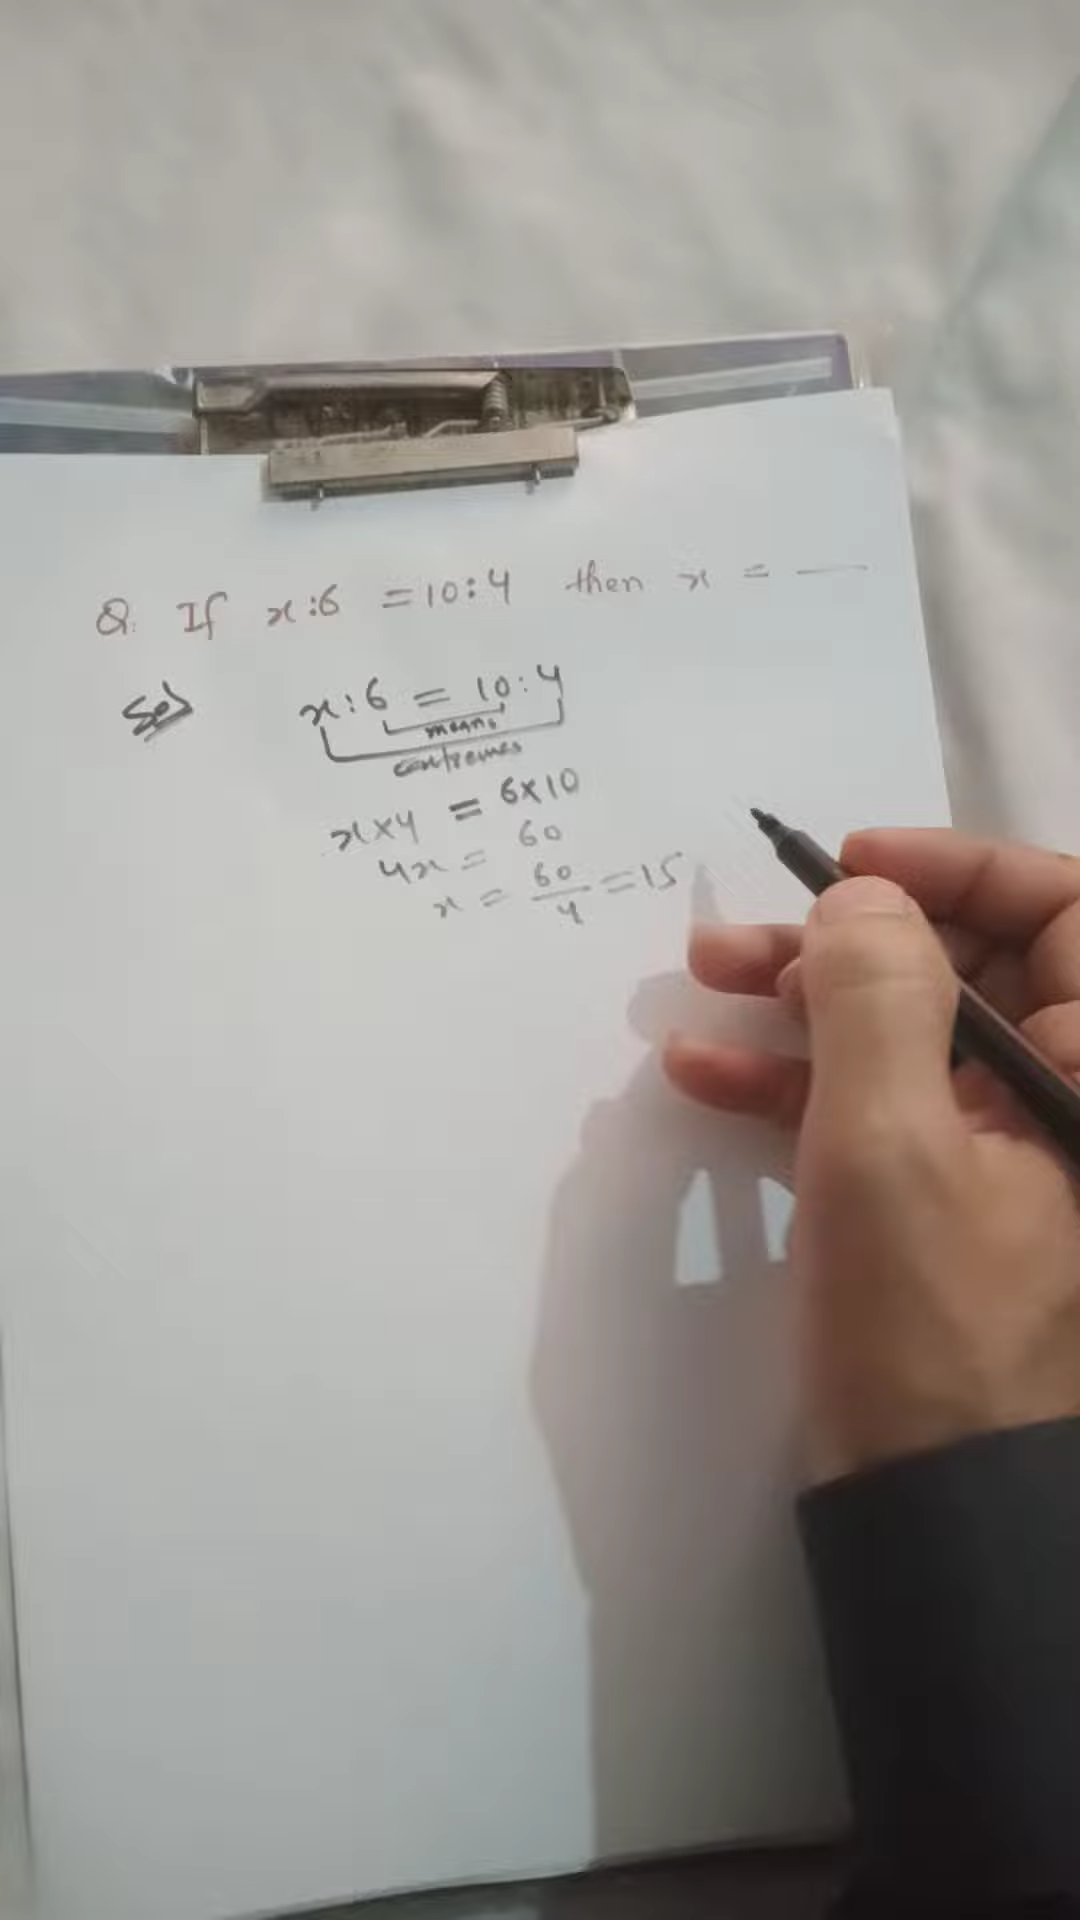 Q. If x:6 = 10:4 then x = ___
Sol
x:6 = 10:4
means
extremes
x×4 = 6×10
4x = 60
x = 60/4 = 15